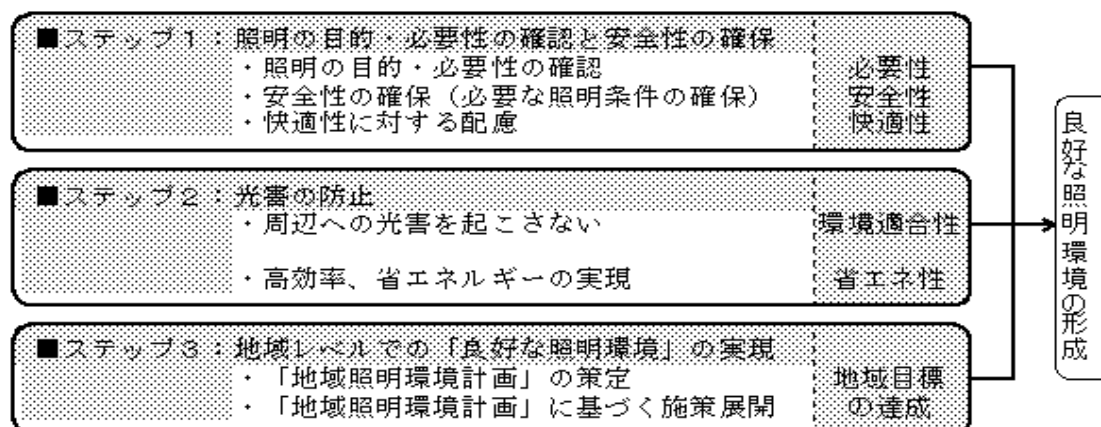 ■ステップ1：照明の目的・必要性の確認と安全性の確保
・照明の目的・必要性の確認 必要性
・安全性の確保（必要な照明条件の確保） 安全性
・快適性に対する配慮 快適性
■ステップ2：光害の防止
・周辺への光害を起こさない 環境適合性
・高効率、省エネルギーの実現 省エネ性
■ステップ3：地域レベルでの「良好な照明環境」の実現
・「地域照明環境計画」の策定 地域目標
・「地域照明環境計画」に基づく施策展開 の達成
良好な照明環境の形成